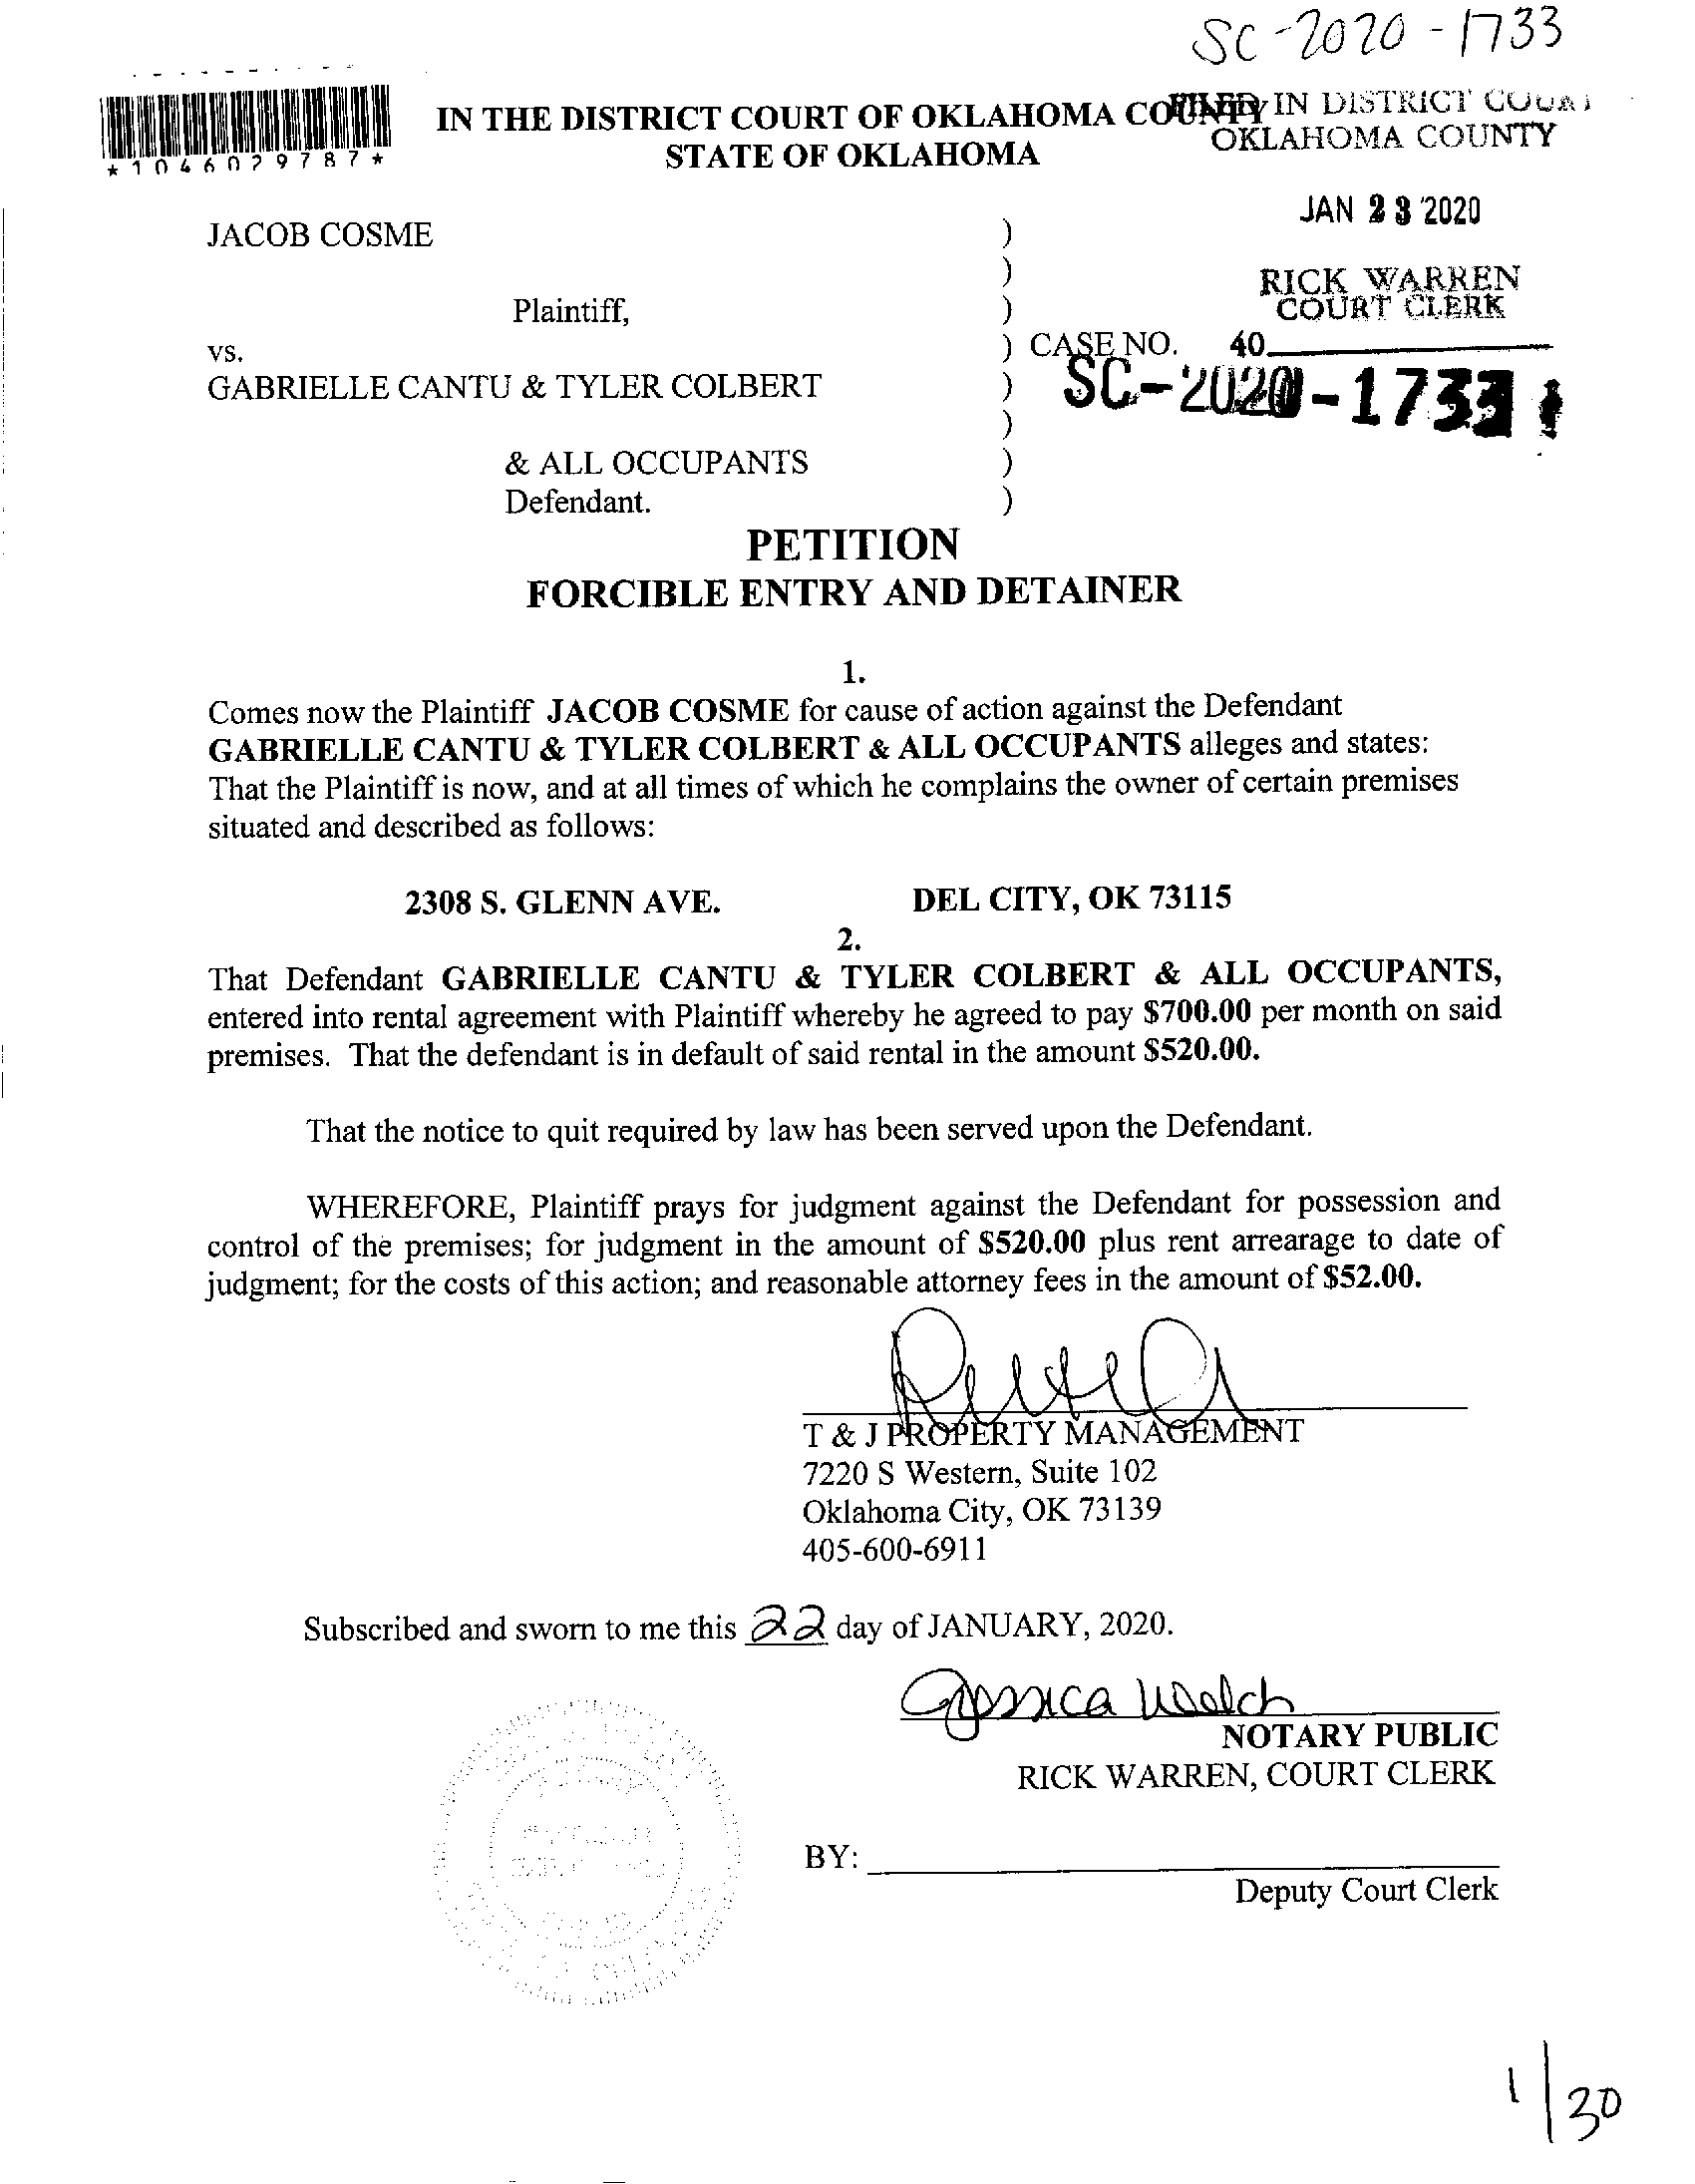 SC-2020-1733
*1046029787*
IN THE DISTRICT COURT OF OKLAHOMA COUNTY
STATE OF OKLAHOMA
FILED IN DISTRICT COURT
OKLAHOMA COUNTY
JAN 23 2020
RICK WARREN
COURT CLERK
40
JACOB COSME )
)
Plaintiff, )
vs. ) CASE NO.
GABRIELLE CANTU & TYLER COLBERT ) SC-2020-1733
)
& ALL OCCUPANTS )
Defendant. )
PETITION
FORCIBLE ENTRY AND DETAINER
1.
Comes now the Plaintiff JACOB COSME for cause of action against the Defendant
GABRIELLE CANTU & TYLER COLBERT & ALL OCCUPANTS alleges and states:
That the Plaintiff is now, and at all times of which he complains the owner of certain premises
situated and described as follows:
2308 S. GLENN AVE. DEL CITY, OK 73115
2.
That Defendant GABRIELLE CANTU & TYLER COLBERT & ALL OCCUPANTS,
entered into rental agreement with Plaintiff whereby he agreed to pay $700.00 per month on said
premises. That the defendant is in default of said rental in the amount $520.00.
That the notice to quit required by law has been served upon the Defendant.
WHEREFORE, Plaintiff prays for judgment against the Defendant for possession and
control of the premises; for judgment in the amount of $520.00 plus rent arrearage to date of
judgment; for the costs of this action; and reasonable attorney fees in the amount of $52.00.
T & J PROPERTY MANAGEMENT
7220 S Western, Suite 102
Oklahoma City, OK 73139
405-600-6911
Subscribed and sworn to me this 22 day of JANUARY, 2020.
Jessica Welch
NOTARY PUBLIC
RICK WARREN, COURT CLERK
BY:
Deputy Court Clerk
1/30